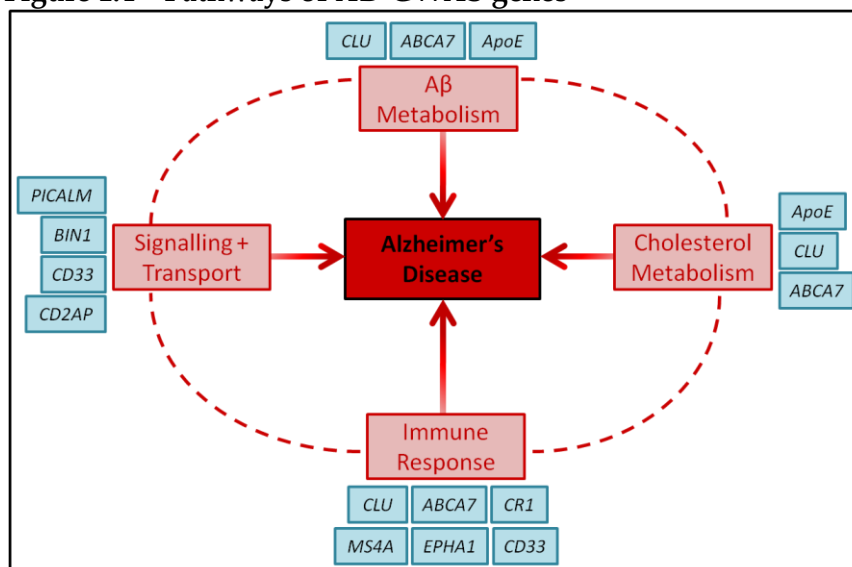 CLU ABCA7 ApoE
Aβ
Metabolism
PICALM
BIN1
CD33
CD2AP
Signalling +
Transport
Alzheimer's
Disease
Cholesterol
Metabolism
ApoE
CLU
ABCA7
Immune
Response
CLU ABCA7 CR1
MS4A EPHA1 CD33